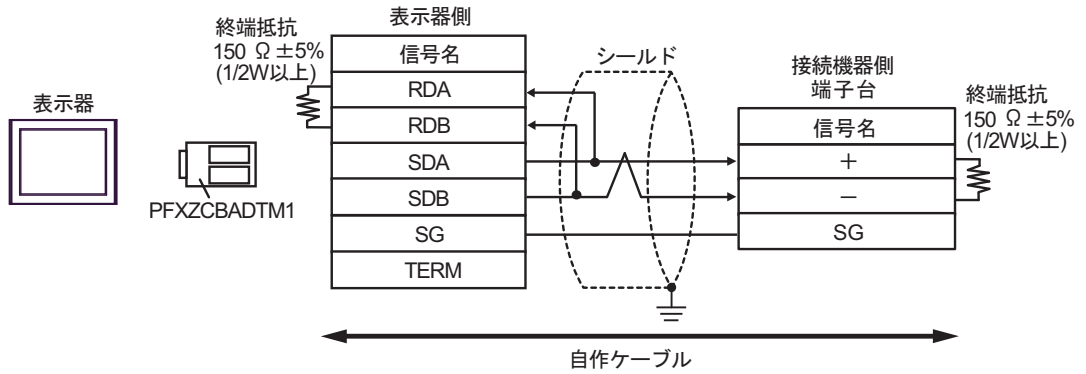 表示器
PFXZCBADTM1
終端抵抗
150 Ω ±5%
(1/2W以上)
表示器側
信号名
RDA
RDB
SDA
SDB
SG
TERM
シールド
接続機器側
端子台
信号名
+
−
SG
終端抵抗
150 Ω ±5%
(1/2W以上)
自作ケーブル